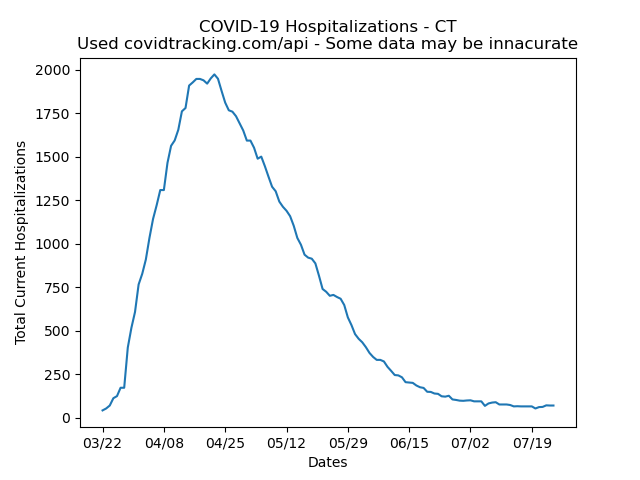 COVID-19 Hospitalizations - CT
Used covidtracking.com/api - Some data may be innacurate
2000
1750
1500
1250
1000
750
500
250
0
Total Current Hospitalizations
03/22 04/08 04/25 05/12 05/29 06/15 07/02 07/19
Dates